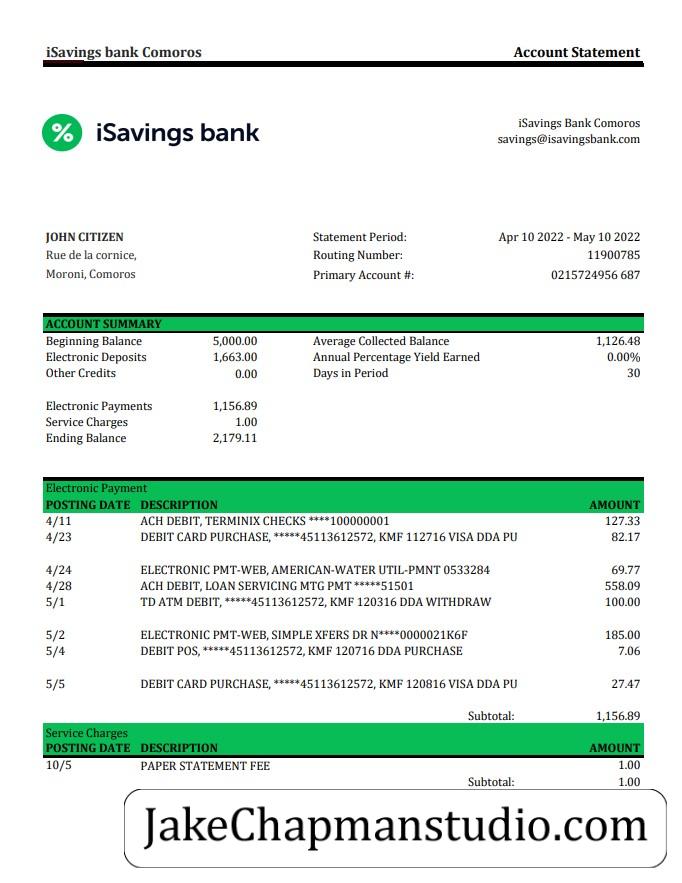 iSavings bank Comoros Account Statement
% iSavings bank
iSavings Bank Comoros
savings@isavingsbank.com
JOHN CITIZEN Statement Period: Apr 10 2022 - May 10 2022
Rue de la cornice, Routing Number: 11900785
Moroni, Comoros Primary Account #: 0215724956 687
ACCOUNT SUMMARY
Beginning Balance 5,000.00 Average Collected Balance 1,126.48
Electronic Deposits 1,663.00 Annual Percentage Yield Earned 0.00%
Other Credits 0.00 Days in Period 30
Electronic Payments 1,156.89
Service Charges 1.00
Ending Balance 2,179.11
Electronic Payment
POSTING DATE DESCRIPTION AMOUNT
4/11 ACH DEBIT, TERMINIX CHECKS ****100000001 127.33
4/23 DEBIT CARD PURCHASE, *****45113612572, KMF 112716 VISA DDA PU 82.17
4/24 ELECTRONIC PMT-WEB, AMERICAN-WATER UTIL-PMNT 0533284 69.77
4/28 ACH DEBIT, LOAN SERVICING MTG PMT *****51501 558.09
5/1 TD ATM DEBIT, *****45113612572, KMF 120316 DDA WITHDRAW 100.00
5/2 ELECTRONIC PMT-WEB, SIMPLE XFERS DR N****0000021K6F 185.00
5/4 DEBIT POS, *****45113612572, KMF 120716 DDA PURCHASE 7.06
5/5 DEBIT CARD PURCHASE, *****45113612572, KMF 120816 VISA DDA PU 27.47
Subtotal: 1,156.89
Service Charges
POSTING DATE DESCRIPTION AMOUNT
10/5 PAPER STATEMENT FEE 1.00
Subtotal: 1.00
JakeChapmanstudio.com